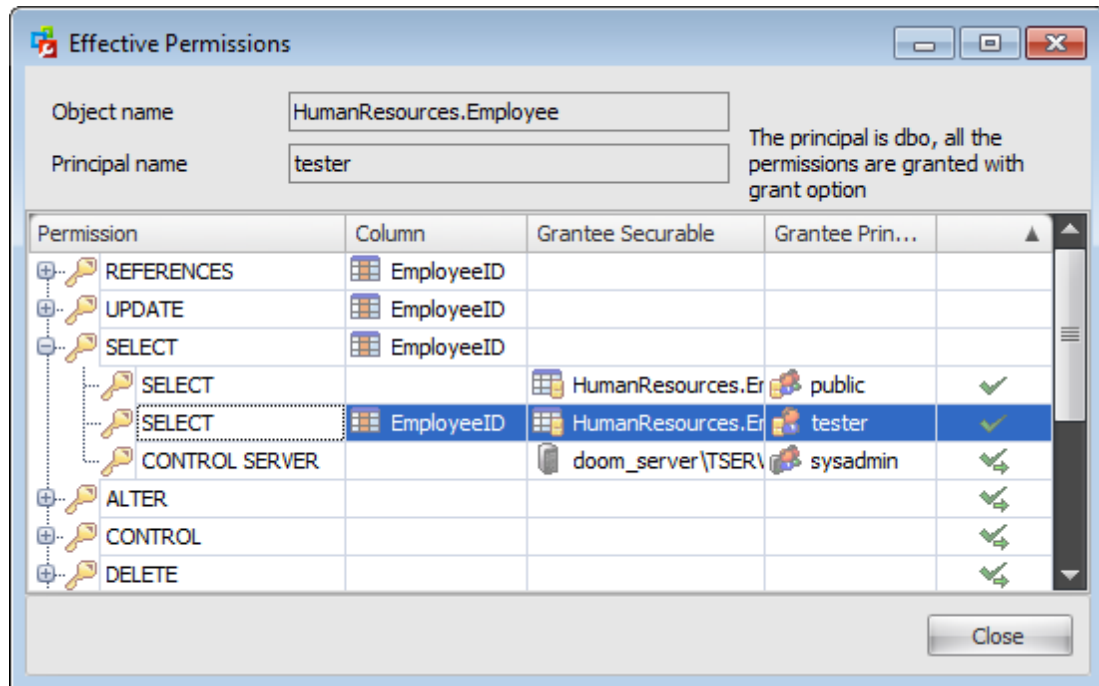 Effective Permissions
Object name HumanResources.Employee
Principal name tester
The principal is dbo, all the
permissions are granted with
grant option
Permission Column Grantee Securable Grantee Prin...
REFERENCES EmployeeID
UPDATE EmployeeID
SELECT EmployeeID
SELECT HumanResources.Er public
SELECT EmployeeID HumanResources.Er tester
CONTROL SERVER doom_server\TSER\ sysadmin
ALTER
CONTROL
DELETE
Close